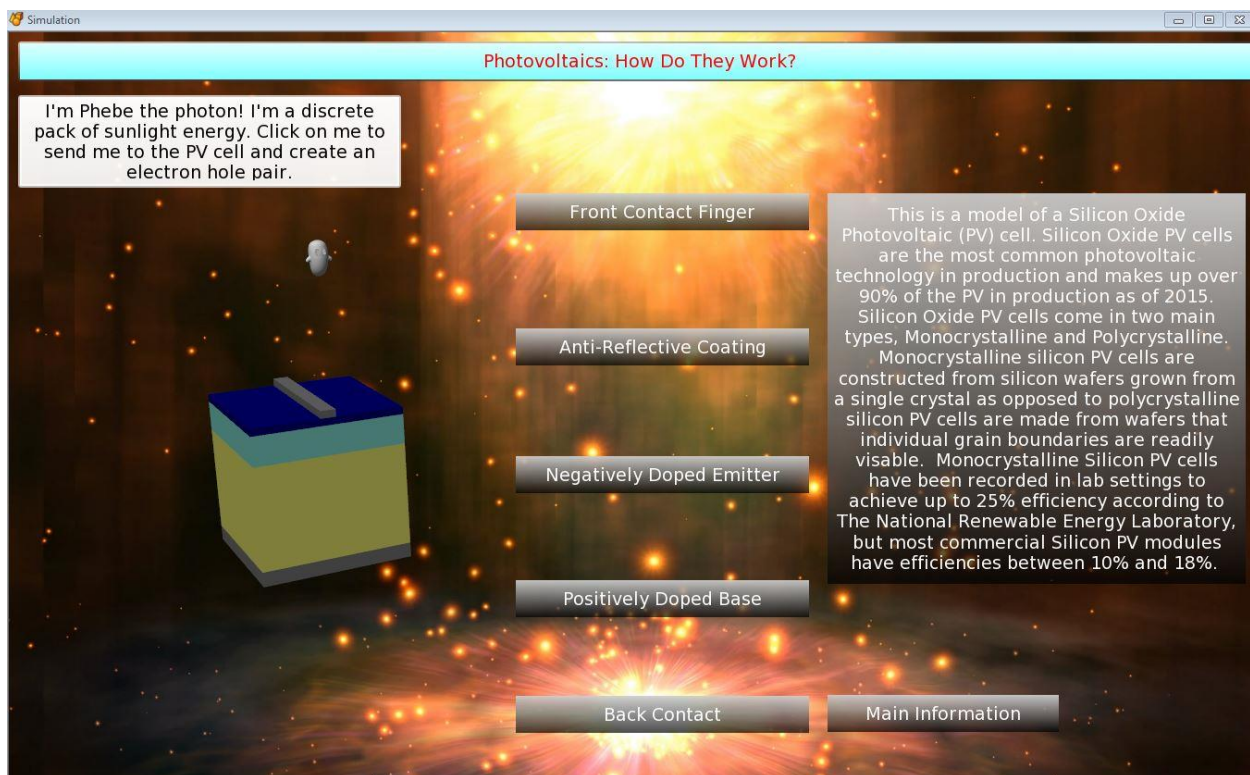 Simulation
Photovoltaics: How Do They Work?
I'm Phebe the photon! I'm a discrete
pack of sunlight energy. Click on me to
send me to the PV cell and create an
electron hole pair.
Front Contact Finger
Anti-Reflective Coating
Negatively Doped Emitter
Positively Doped Base
Back Contact
This is a model of a Silicon Oxide
Photovoltaic (PV) cell. Silicon Oxide PV cells
are the most common photovoltaic
technology in production and makes up over
90% of the PV in production as of 2015.
Silicon Oxide PV cells come in two main
types, Monocrystalline and Polycrystalline.
Monocrystalline silicon PV cells are
constructed from silicon wafers grown from
a single crystal as opposed to polycrystalline
silicon PV cells are made from wafers that
individual grain boundaries are readily
visable.  Monocrystalline Silicon PV cells
have been recorded in lab settings to
achieve up to 25% efficiency according to
The National Renewable Energy Laboratory,
but most commercial Silicon PV modules
have efficiencies between 10% and 18%.
Main Information